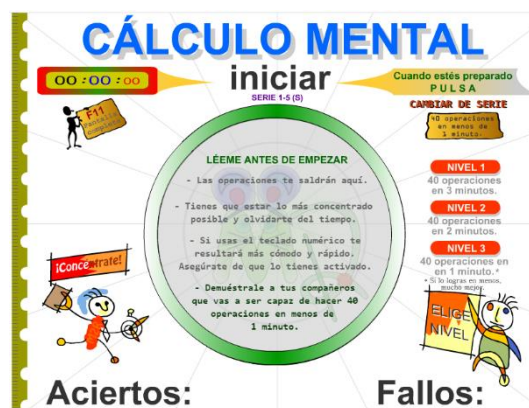 CÁLCULO MENTAL
00:00:00
iniciar
SERIE 1-5 (S)
Cuando estés preparado
PULSA
CAMBIAR DE SERIE
F11
Pantalla
completa
40 operaciones
en menos de
1 minuto.
LÉEME ANTES DE EMPEZAR
- Las operaciones te saldrán aquí.
- Tienes que estar lo más concentrado
posible y olvidarte del tiempo.
- Si usas el teclado numérico te
resultará más cómodo y rápido.
Asegúrate de que lo tienes activado.
- Demuéstrale a tus compañeros
que vas a ser capaz de hacer 40
operaciones en menos de
1 minuto.
NIVEL 1
40 operaciones
en 3 minutos.
NIVEL 2
40 operaciones
en 2 minutos.
NIVEL 3
40 operaciones en
en 1 minuto.*
* Si lo logras en menos,
mucho mejor.
¡Concéntrate!
ELIGE
NIVEL
Aciertos:
Fallos: